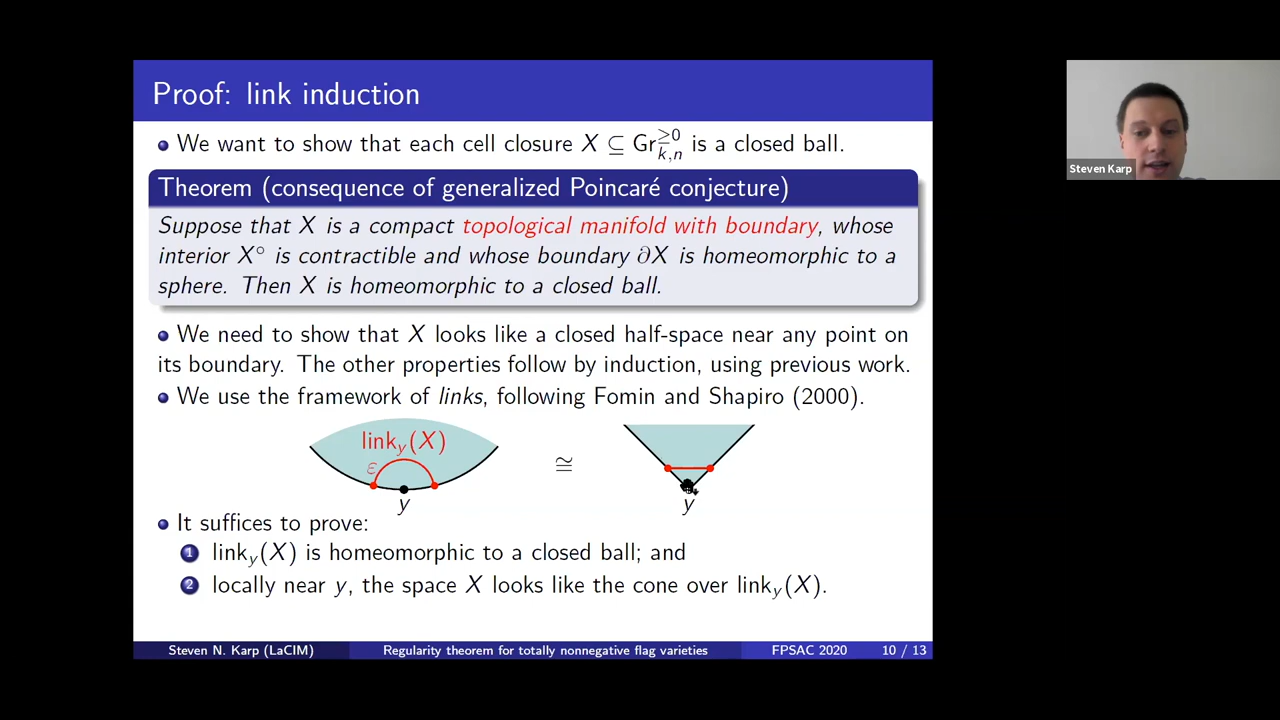 Proof: link induction
• We want to show that each cell closure X ⊆ Gr≥0k,n is a closed ball.
Theorem (consequence of generalized Poincaré conjecture)
Suppose that X is a compact topological manifold with boundary, whose
interior X° is contractible and whose boundary ∂X is homeomorphic to a
sphere. Then X is homeomorphic to a closed ball.
• We need to show that X looks like a closed half-space near any point on
its boundary. The other properties follow by induction, using previous work.
• We use the framework of links, following Fomin and Shapiro (2000).
linky(X)
ε
≅
y
y
• It suffices to prove:
1 linky(X) is homeomorphic to a closed ball; and
2 locally near y, the space X looks like the cone over linky(X).
Steven N. Karp (LaCIM) Regularity theorem for totally nonnegative flag varieties FPSAC 2020 10 / 13
Steven Karp